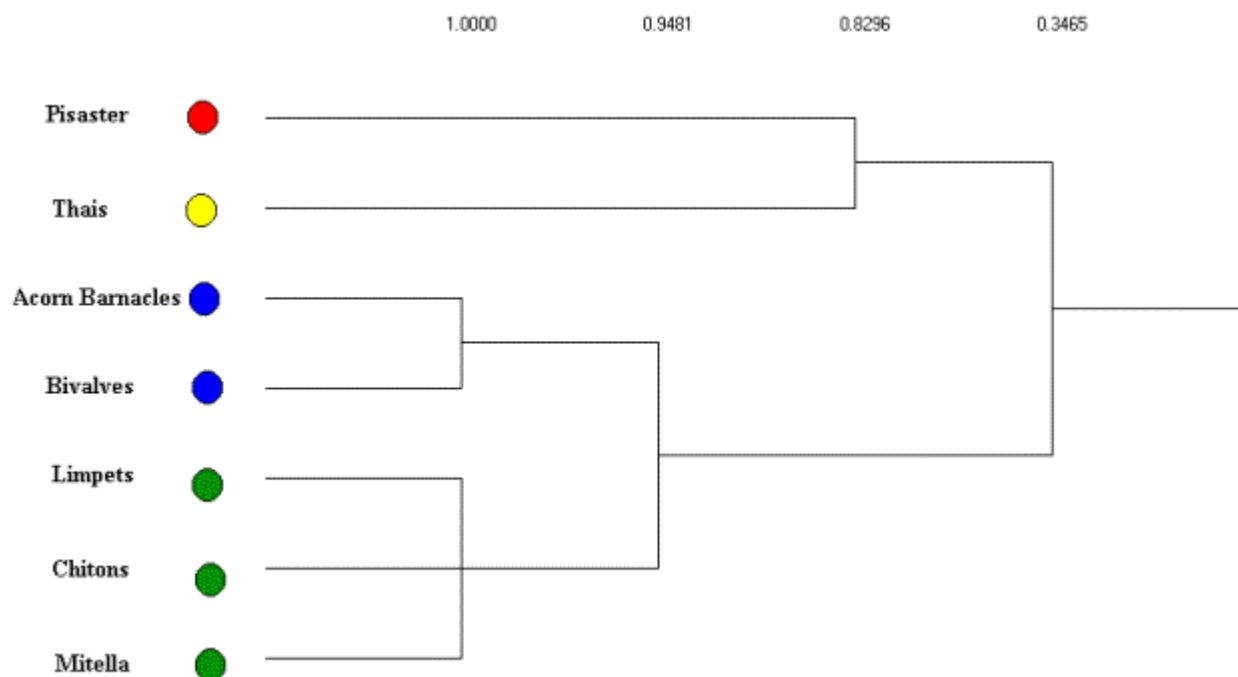 1.0000 0.9481 0.8296 0.3465
Pisaster
Thais
Acorn Barnacles
Bivalves
Limpets
Chitons
Mitella